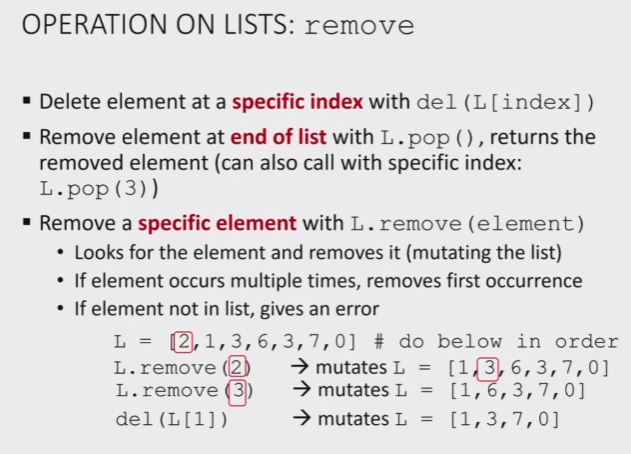 OPERATION ON LISTS: remove
▪ Delete element at a specific index with del(L[index])
▪ Remove element at end of list with L.pop(), returns the
removed element (can also call with specific index:
L.pop(3))
▪ Remove a specific element with L.remove(element)
• Looks for the element and removes it (mutating the list)
• If element occurs multiple times, removes first occurrence
• If element not in list, gives an error
L = [2,1,3,6,3,7,0] # do below in order
L.remove(2) → mutates L = [1,3,6,3,7,0]
L.remove(3) → mutates L = [1,6,3,7,0]
del(L[1]) → mutates L = [1,3,7,0]